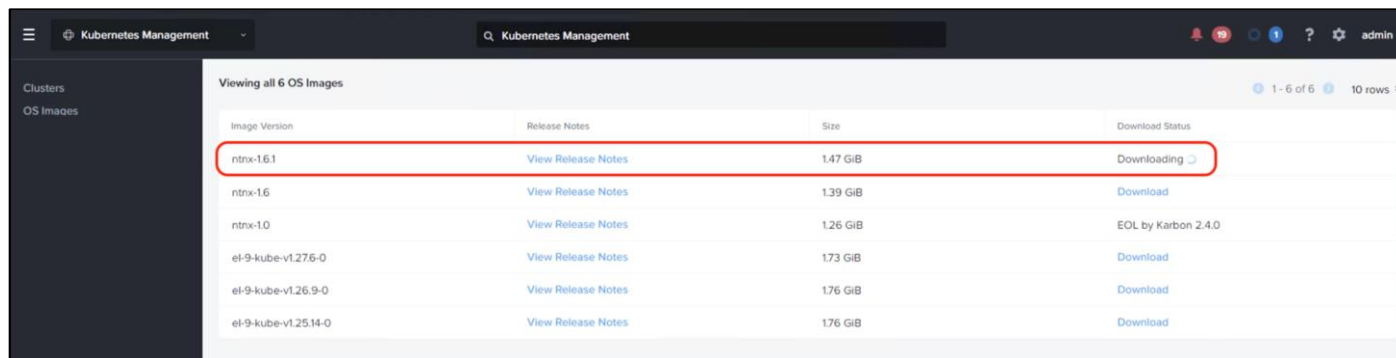 Kubernetes Management Kubernetes Management 19 1 ? admin
Clusters
OS Images
Viewing all 6 OS Images 1 - 6 of 6 10 rows
Image Version Release Notes Size Download Status
ntnx-1.6.1 View Release Notes 1.47 GiB Downloading
ntnx-1.6 View Release Notes 1.39 GiB Download
ntnx-1.0 View Release Notes 1.26 GiB EOL by Karbon 2.4.0
el-9-kube-v1.27.6-0 View Release Notes 1.73 GiB Download
el-9-kube-v1.26.9-0 View Release Notes 1.76 GiB Download
el-9-kube-v1.25.14-0 View Release Notes 1.76 GiB Download